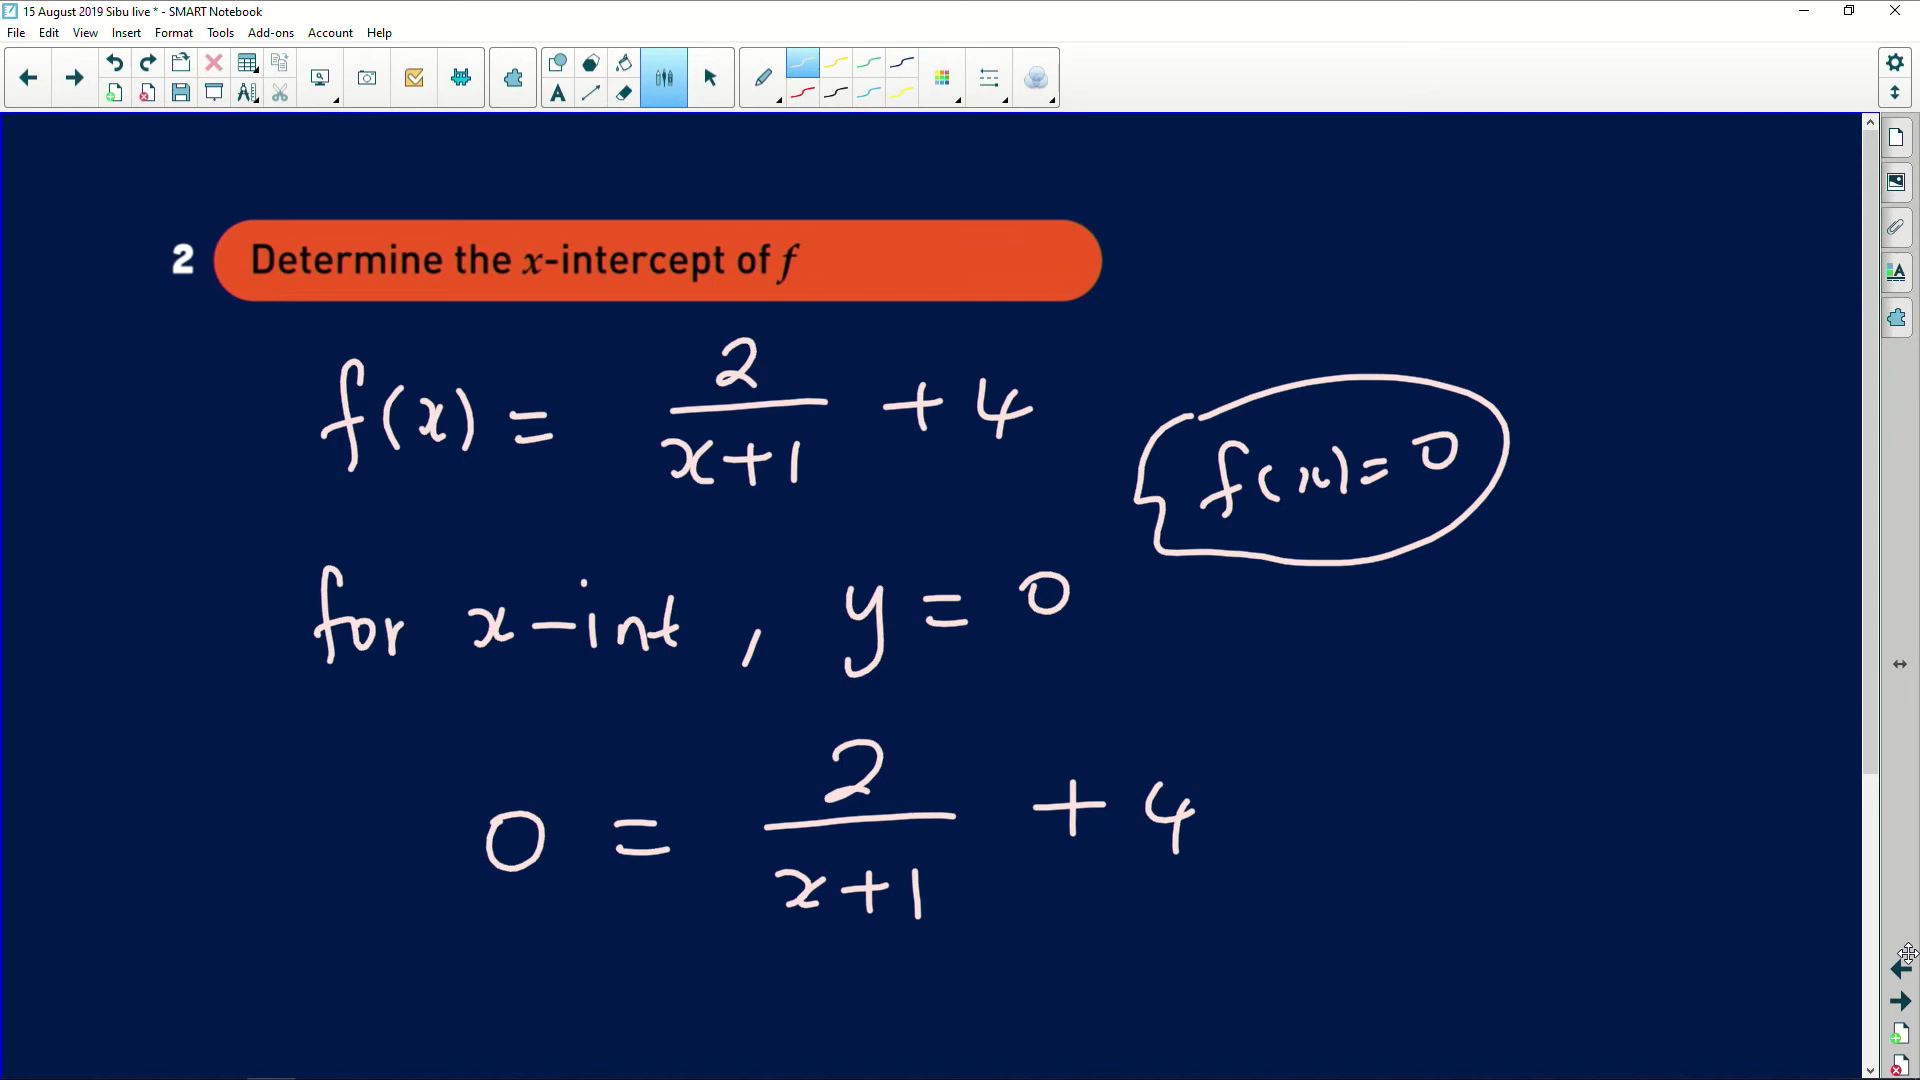 15 August 2019 Sibu live * - SMART Notebook
File Edit View Insert Format Tools Add-ons Account Help
2 Determine the x-intercept of f
f(x) = 2/(x+1) + 4
f(x) = 0
for x-int, y = 0
0 = 2/(x+1) + 4